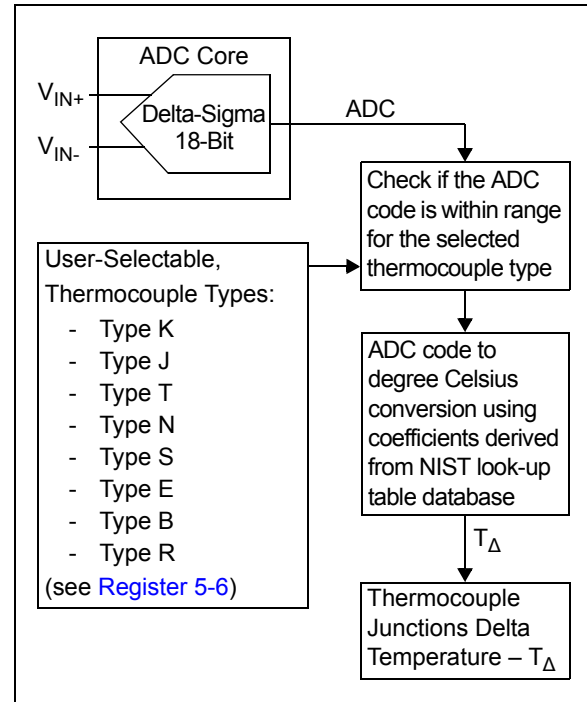 ADC Core
V_IN+
V_IN-
Delta-Sigma
18-Bit
ADC
Check if the ADC
code is within range
for the selected
thermocouple type
User-Selectable,
Thermocouple Types:
- Type K
- Type J
- Type T
- Type N
- Type S
- Type E
- Type B
- Type R
(see Register 5-6)
ADC code to
degree Celsius
conversion using
coefficients derived
from NIST look-up
table database
T_Δ
Thermocouple
Junctions Delta
Temperature – T_Δ